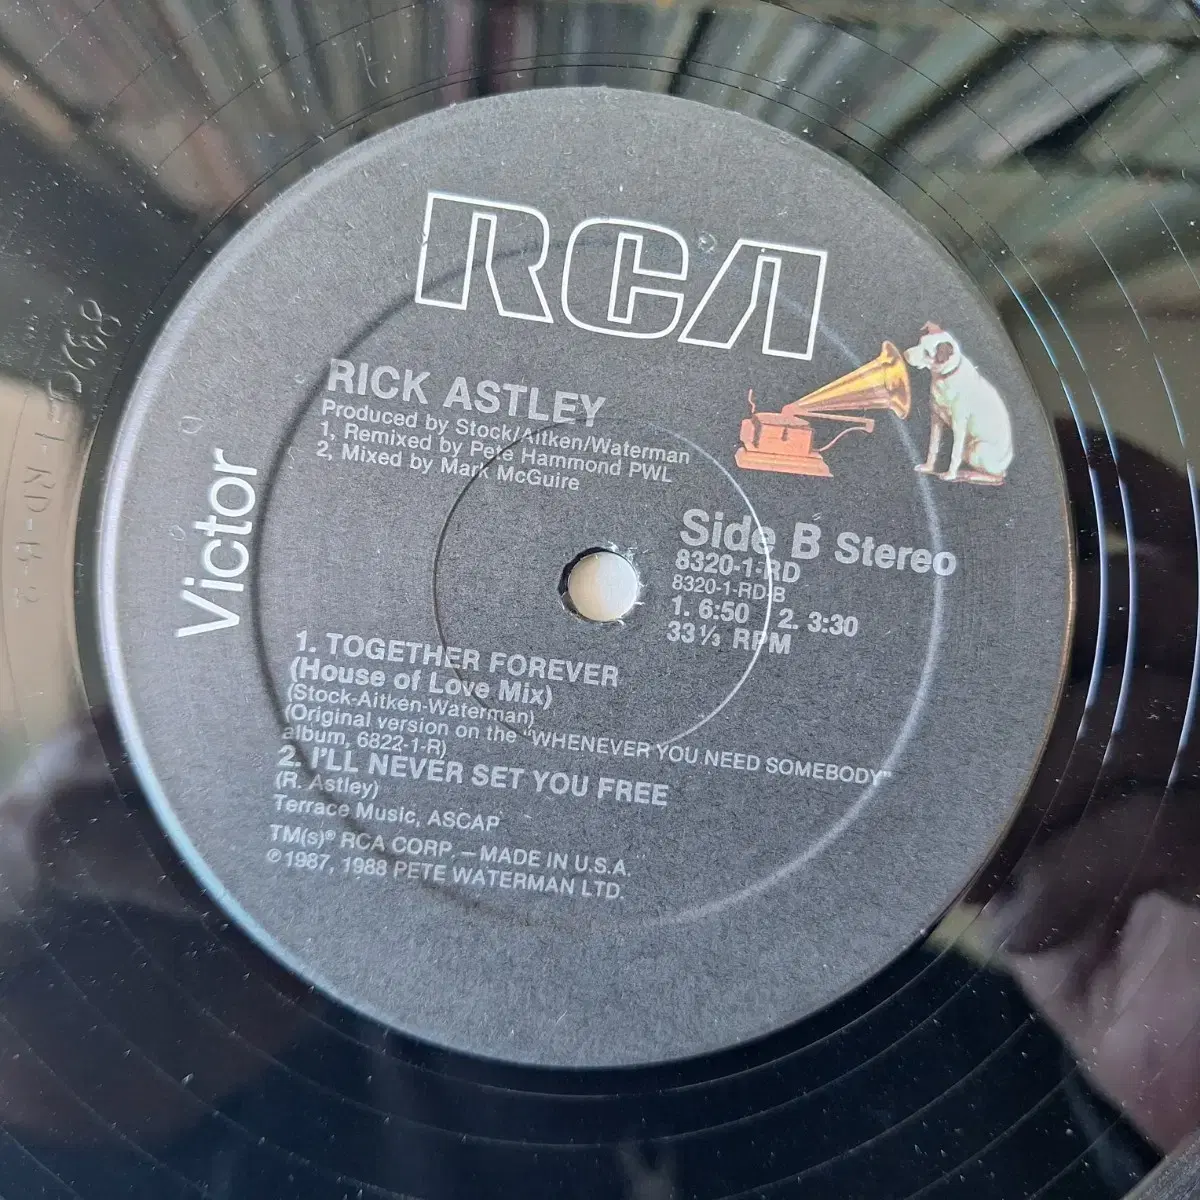 RCA
Victor
RICK ASTLEY
Produced by Stock/Aitken/Waterman
1, Remixed by Pete Hammond PWL
2, Mixed by Mark McGuire
Side B Stereo
8320-1-RD
8320-1-RD-B
1. 6:50 2. 3:30
33⅓ RPM
1. TOGETHER FOREVER
(House of Love Mix)
(Stock-Aitken-Waterman)
(Original version on the "WHENEVER YOU NEED SOMEBODY"
album, 6822-1-R)
2. I'LL NEVER SET YOU FREE
(R. Astley)
Terrace Music, ASCAP
TM(s)® RCA CORP. — MADE IN U.S.A.
℗ 1987, 1988 PETE WATERMAN LTD.